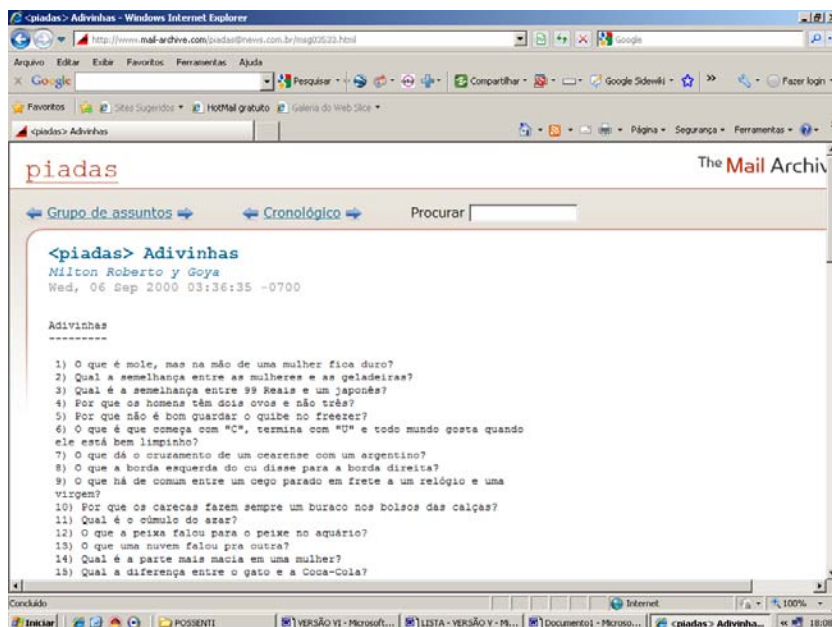 <piadas> Adivinhas - Windows Internet Explorer
http://www.mail-archive.com/piadas@news.com.br/msg03533.html
Google
Arquivo Editar Exibir Favoritos Ferramentas Ajuda
Google Pesquisar Compartilhar Google Sidewiki Fazer login
Favoritos Sites Sugeridos HotMail gratuito Galeria do Web Slice
<piadas> Adivinhas Página Segurança Ferramentas
piadas The Mail Archiv
Grupo de assuntos Cronológico Procurar
<piadas> Adivinhas
Milton Roberto y Goya
Wed, 06 Sep 2000 03:36:35 -0700
Adivinhas
---------
1) O que é mole, mas na mão de uma mulher fica duro?
2) Qual a semelhança entre as mulheres e as geladeiras?
3) Qual é a semelhança entre 99 Reais e um japonês?
4) Por que os homens têm dois ovos e não três?
5) Por que não é bom guardar o quibe no freezer?
6) O que é que começa com "C", termina com "U" e todo mundo gosta quando
ele está bem limpinho?
7) O que dá o cruzamento de um cearense com um argentino?
8) O que a borda esquerda do cu disse para a borda direita?
9) O que há de comum entre um cego parado em frete a um relógio e uma
virgem?
10) Por que os carecas fazem sempre um buraco nos bolsos das calças?
11) Qual é o cúmulo do azar?
12) O que a peixa falou para o peixe no aquário?
13) O que uma nuvem falou pra outra?
14) Qual é a parte mais macia em uma mulher?
15) Qual a diferença entre o gato e a Coca-Cola?
Concluído Internet 100%
Iniciar POSSENTI VERSÃO VI - Microsoft... LISTA - VERSÃO V - M... Documento1 - Microso... <piadas> Adivinha... 18:08